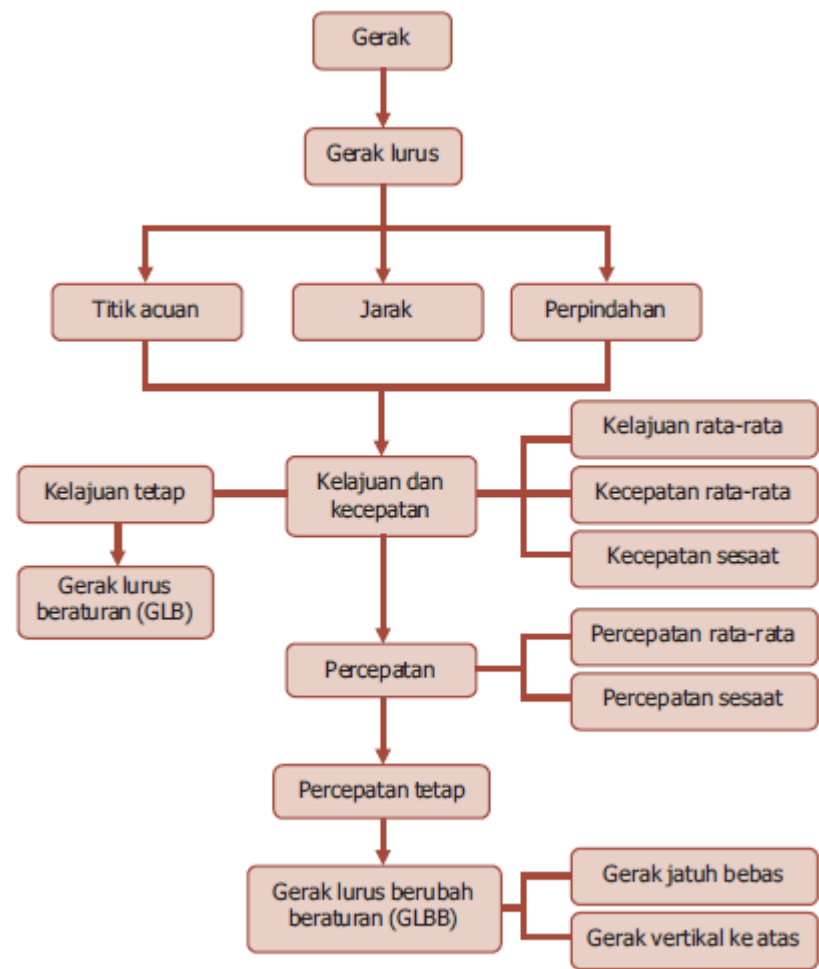 Gerak
Gerak lurus
Titik acuan
Jarak
Perpindahan
Kelajuan tetap
Kelajuan dan
kecepatan
Kelajuan rata-rata
Kecepatan rata-rata
Kecepatan sesaat
Gerak lurus
beraturan (GLB)
Percepatan
Percepatan rata-rata
Percepatan sesaat
Percepatan tetap
Gerak lurus berubah
beraturan (GLBB)
Gerak jatuh bebas
Gerak vertikal ke atas